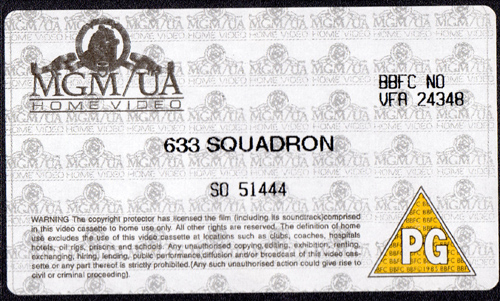 MGM/UA
HOME VIDEO
BBFC NO
VFA 24348
633 SQUADRON
SO 51444
WARNING The copyright protector has licensed the film (including its soundtrack)comprised
in this video cassette to home use only. All other rights are reserved. The definition of home
use excludes the use of this video cassette at locations such as clubs, coaches, hospitals
hotels, oil rigs, prisons and schools. Any unauthorised copying, editing, exhibition, renting,
exchanging, hiring, lending, public performance, diffusion and/or broadcast of this video cas-
sette or any part thereof is strictly prohibited.(Any such unauthorised action could give rise to
civil or criminal proceeding).
PG